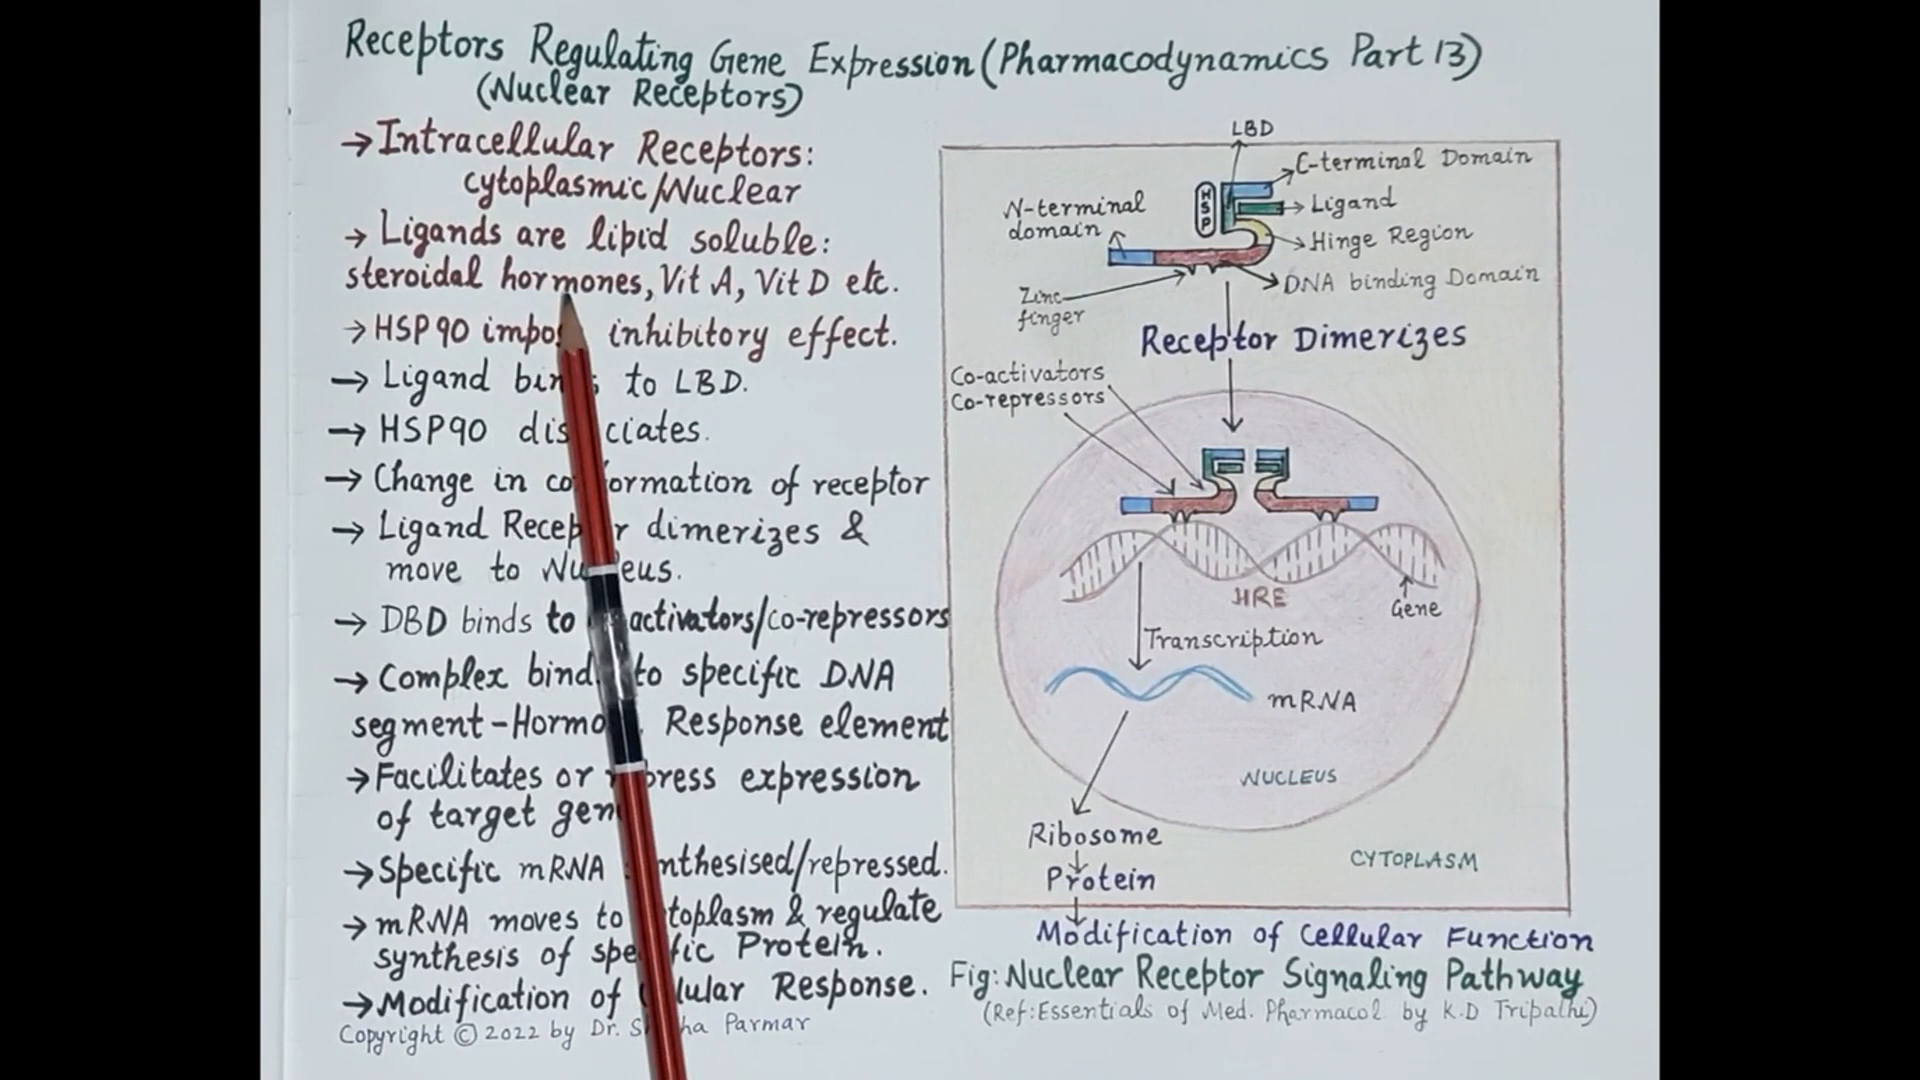 Receptors Regulating Gene Expression (Pharmacodynamics Part 13)
(Nuclear Receptors)
→ Intracellular Receptors:
cytoplasmic/Nuclear
→ Ligands are lipid soluble:
steroidal hormones, Vit A, Vit D etc.
→ HSP90 inhibitory effect.
→ Ligand to LBD.
→ HSP90
→ Change in of receptor
→ Ligand dimerizes &
move to
→ DBD binds to activators/co-repressors
→ Complex to specific DNA
segment - Response element
→ Facilitates or expression
of target
→ Specific mRNA /repressed.
→ mRNA moves to & regulate
synthesis of Protein.
→ Modification of Response.
Copyright © 2022 by Dr. Parmar
LBD
C-terminal Domain
HSP
Ligand
N-terminal
domain
Hinge Region
DNA binding Domain
Zinc
finger
Receptor Dimerizes
Co-activators
Co-repressors
HRE
Gene
Transcription
mRNA
NUCLEUS
Ribosome
Protein
CYTOPLASM
Modification of Cellular Function
Fig: Nuclear Receptor Signaling Pathway
(Ref: Essentials of Med. Pharmacol. by K.D Tripathi)